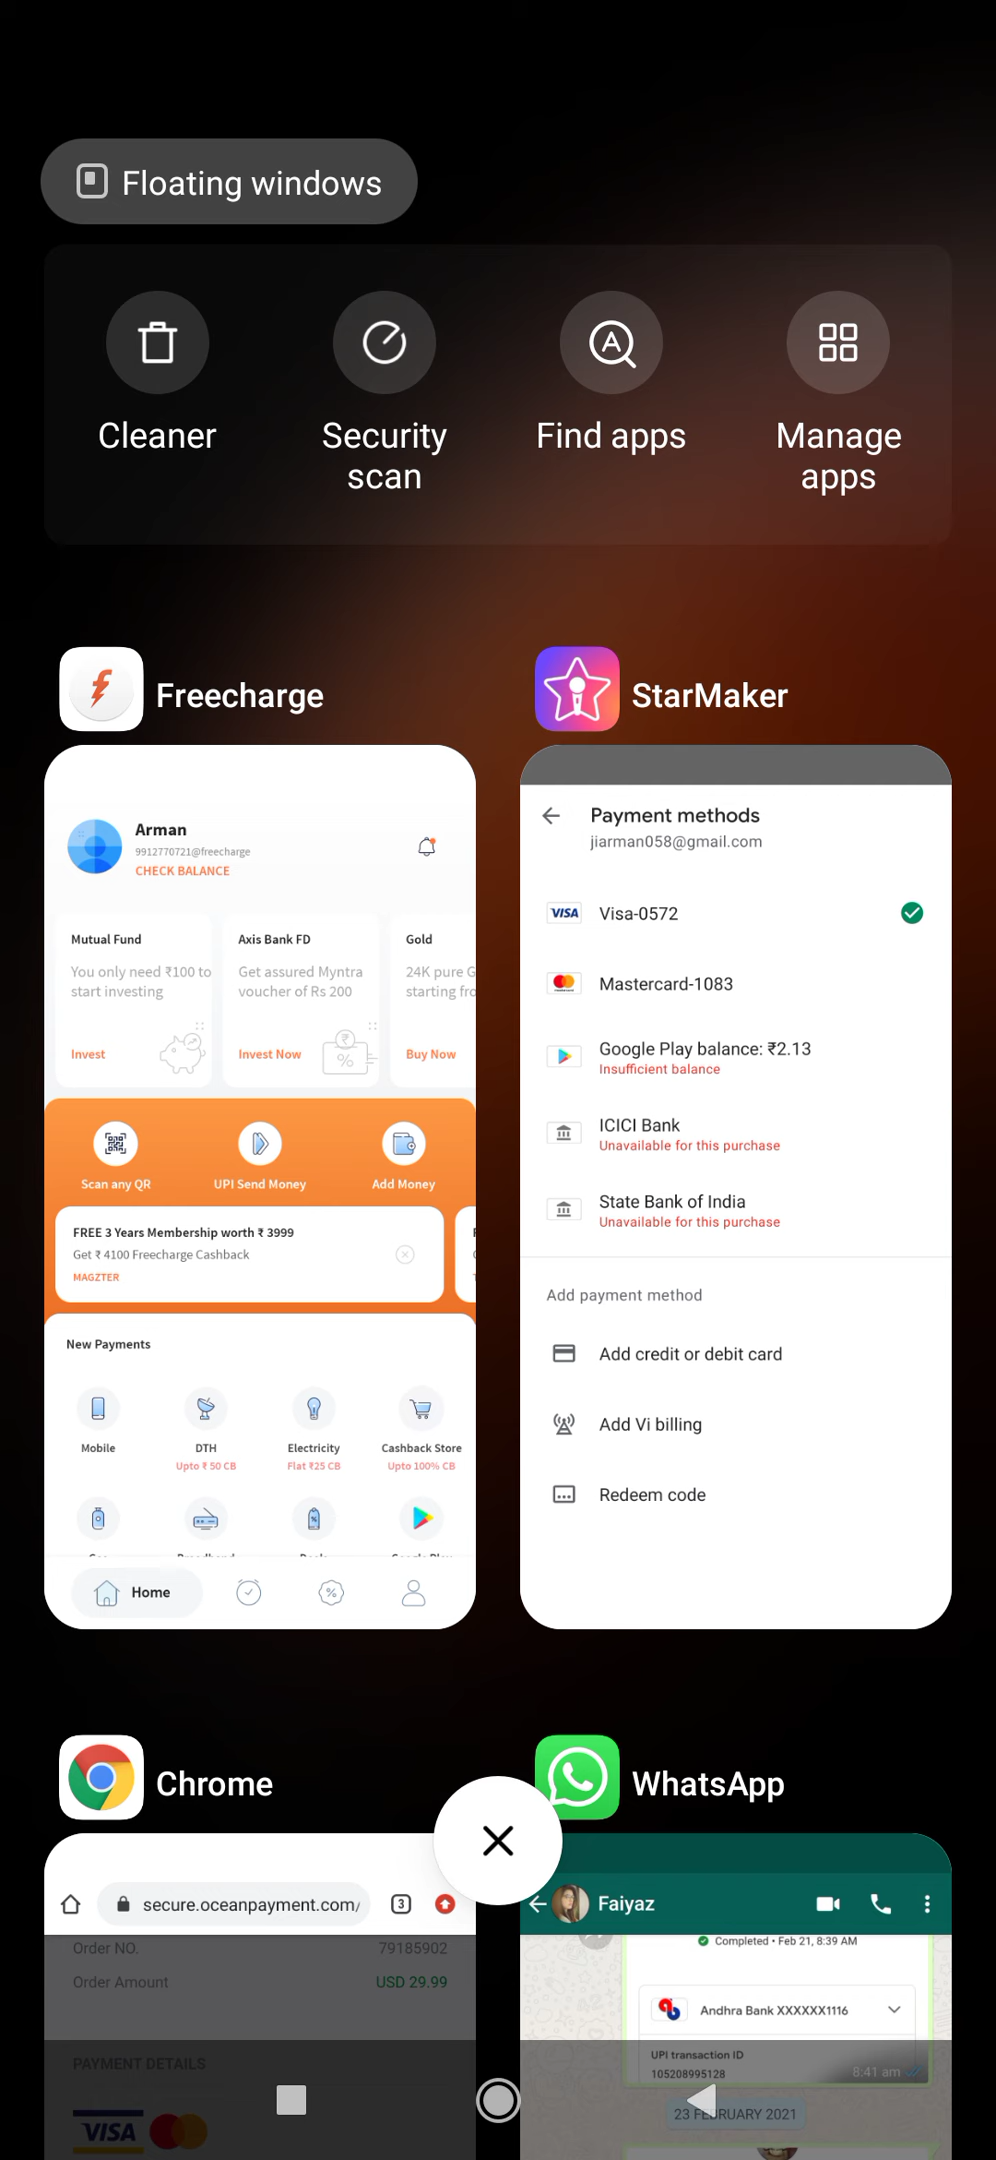 Floating windows
Cleaner
Security
scan
Find apps
Manage
apps
Freecharge
Arman
9912770721@freecharge
CHECK BALANCE
Mutual Fund
You only need ₹100 to
start investing
Invest
Axis Bank FD
Get assured Myntra
voucher of Rs 200
Invest Now
Gold
24K pure G
starting fro
Buy Now
Scan any QR
UPI Send Money
Add Money
FREE 3 Years Membership worth ₹ 3999
Get ₹ 4100 Freecharge Cashback
MAGZTER
New Payments
Mobile
DTH
Upto ₹ 50 CB
Electricity
Flat ₹25 CB
Cashback Store
Upto 100% CB
Home
StarMaker
Payment methods
jiarman058@gmail.com
VISA Visa-0572
Mastercard-1083
Google Play balance: ₹2.13
Insufficient balance
ICICI Bank
Unavailable for this purchase
State Bank of India
Unavailable for this purchase
Add payment method
Add credit or debit card
Add Vi billing
Redeem code
Chrome
secure.oceanpayment.com/
3
Order NO. 79185902
Order Amount USD 29.99
PAYMENT DETAILS
VISA
WhatsApp
Faiyaz
Completed • Feb 21, 8:39 AM
Andhra Bank XXXXXX1116
UPI transaction ID
105208995128
8:41 am
23 FEBRUARY 2021